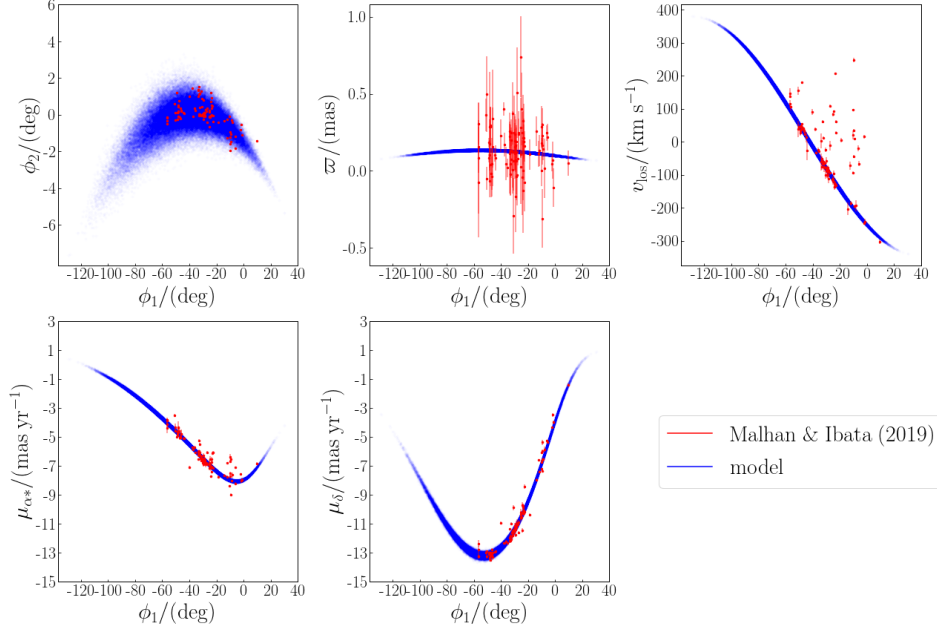 6
4
2
0
-2
-4
-6
ϕ2/(deg)
-120 -100 -80 -60 -40 -20 0 20 40
ϕ1/(deg)
1.0
0.5
0.0
-0.5
ϖ/(mas)
-120 -100 -80 -60 -40 -20 0 20 40
ϕ1/(deg)
400
300
200
100
0
-100
-200
-300
vlos/(km s−1)
-120 -100 -80 -60 -40 -20 0 20 40
ϕ1/(deg)
3
1
-1
-3
-5
-7
-9
-11
-13
-15
μα∗/(mas yr−1)
-120 -100 -80 -60 -40 -20 0 20 40
ϕ1/(deg)
3
1
-1
-3
-5
-7
-9
-11
-13
-15
μδ/(mas yr−1)
-120 -100 -80 -60 -40 -20 0 20 40
ϕ1/(deg)
Malhan & Ibata (2019)
model